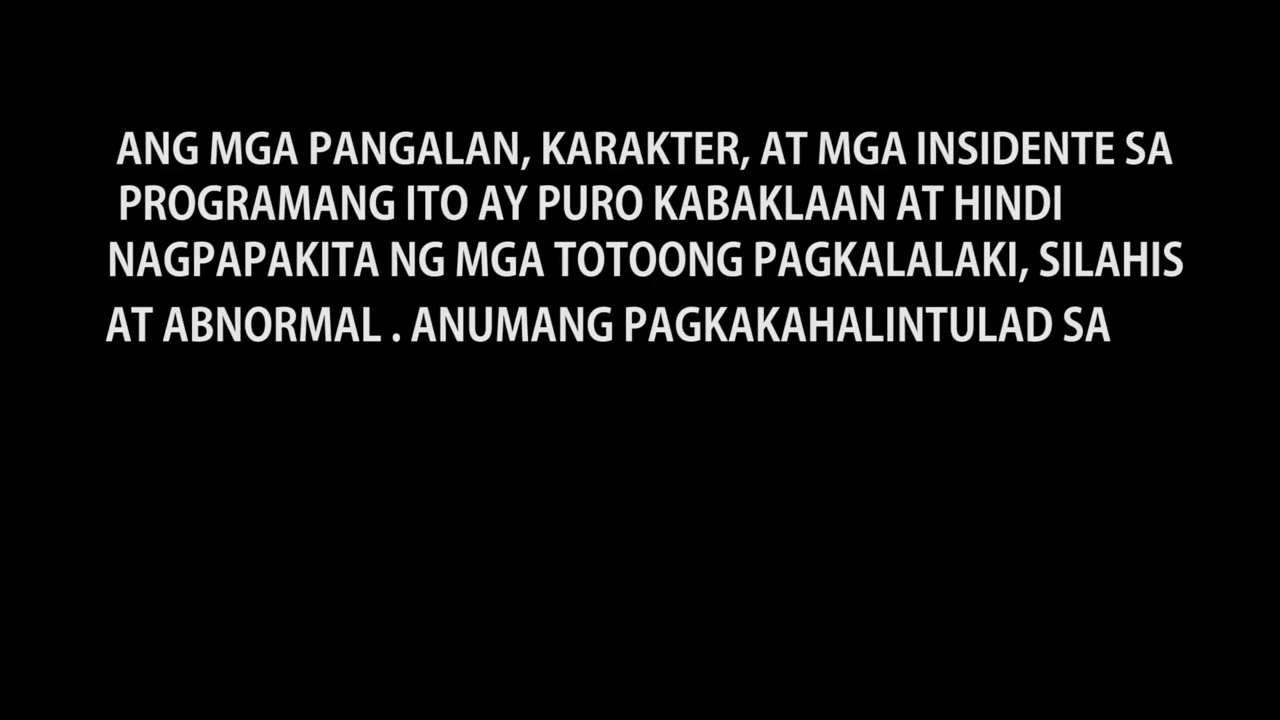 ANG MGA PANGALAN, KARAKTER, AT MGA INSIDENTE SA
PROGRAMANG ITO AY PURO KABAKLAAN AT HINDI
NAGPAPAKITA NG MGA TOTOONG PAGKALALAKI, SILAHIS
AT ABNORMAL . ANUMANG PAGKAKAHALINTULAD SA